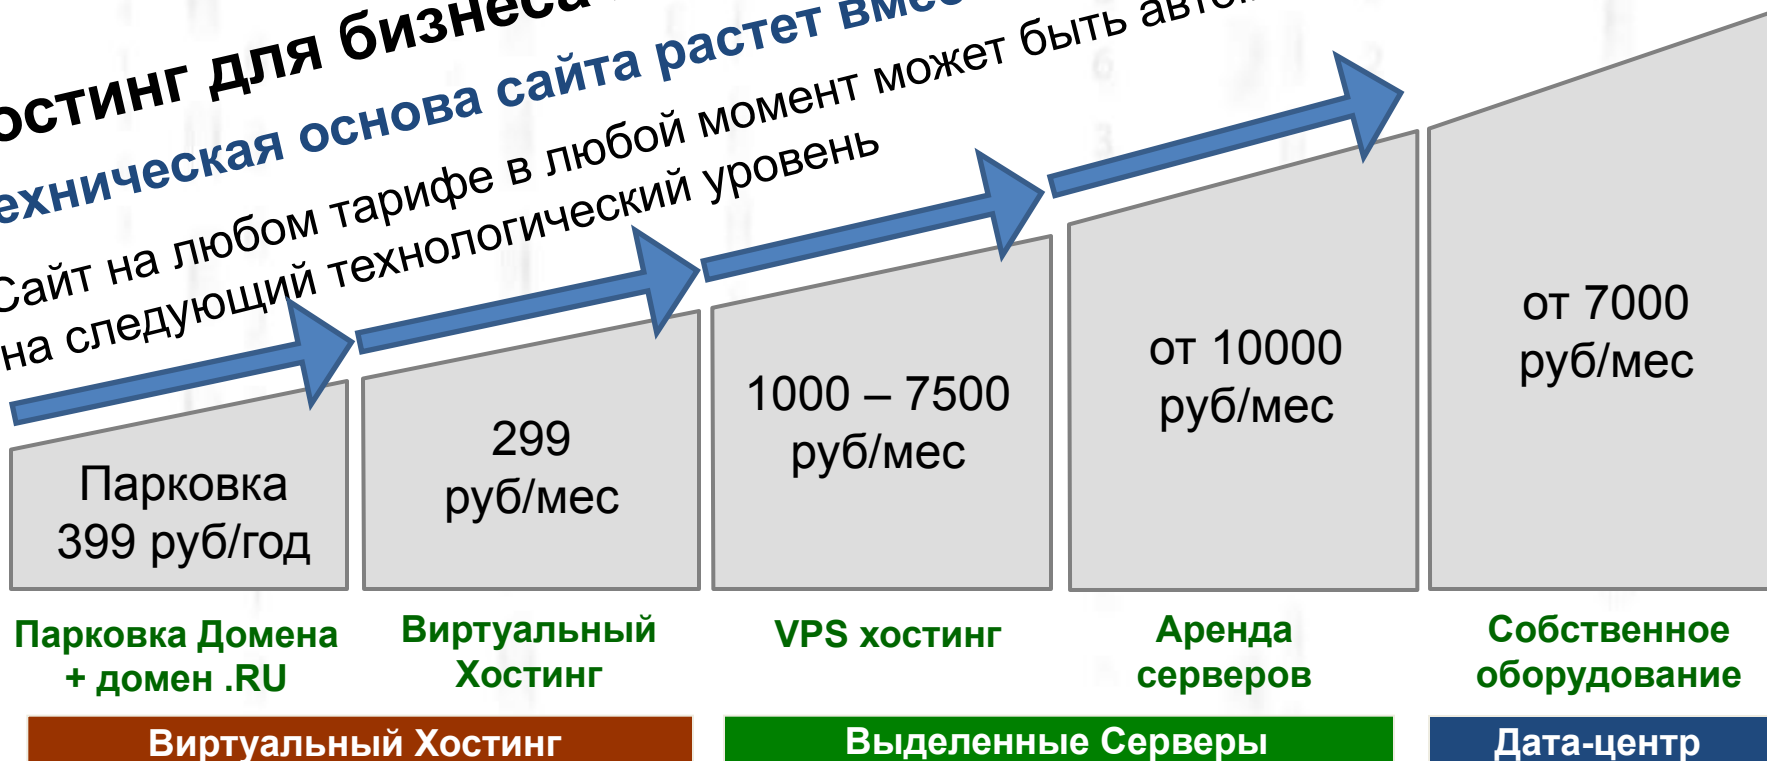 остинг для бизнеса
ехническая основа сайта растет
Сайт на любом тарифе в любой момент может быть
на следующий технологический уровень
Парковка
399 руб/год
299
руб/мес
1000 – 7500
руб/мес
от 10000
руб/мес
от 7000
руб/мес
Парковка Домена
+ домен .RU
Виртуальный
Хостинг
VPS хостинг
Аренда
серверов
Собственное
оборудование
Виртуальный Хостинг
Выделенные Серверы
Дата-центр